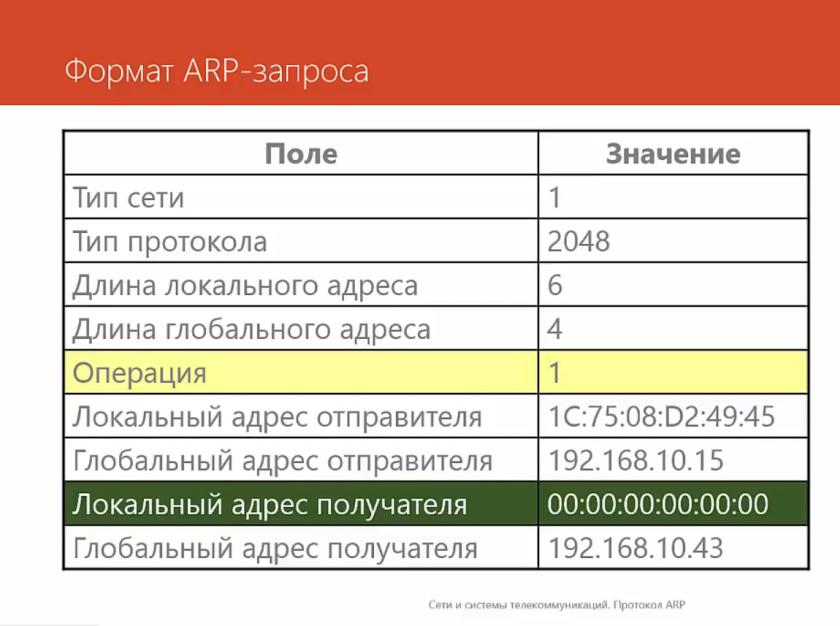 Формат ARP-запроса
Поле Значение
Тип сети 1
Тип протокола 2048
Длина локального адреса 6
Длина глобального адреса 4
Операция 1
Локальный адрес отправителя 1C:75:08:D2:49:45
Глобальный адрес отправителя 192.168.10.15
Локальный адрес получателя 00:00:00:00:00:00
Глобальный адрес получателя 192.168.10.43
Сети и системы телекоммуникаций. Протокол ARP